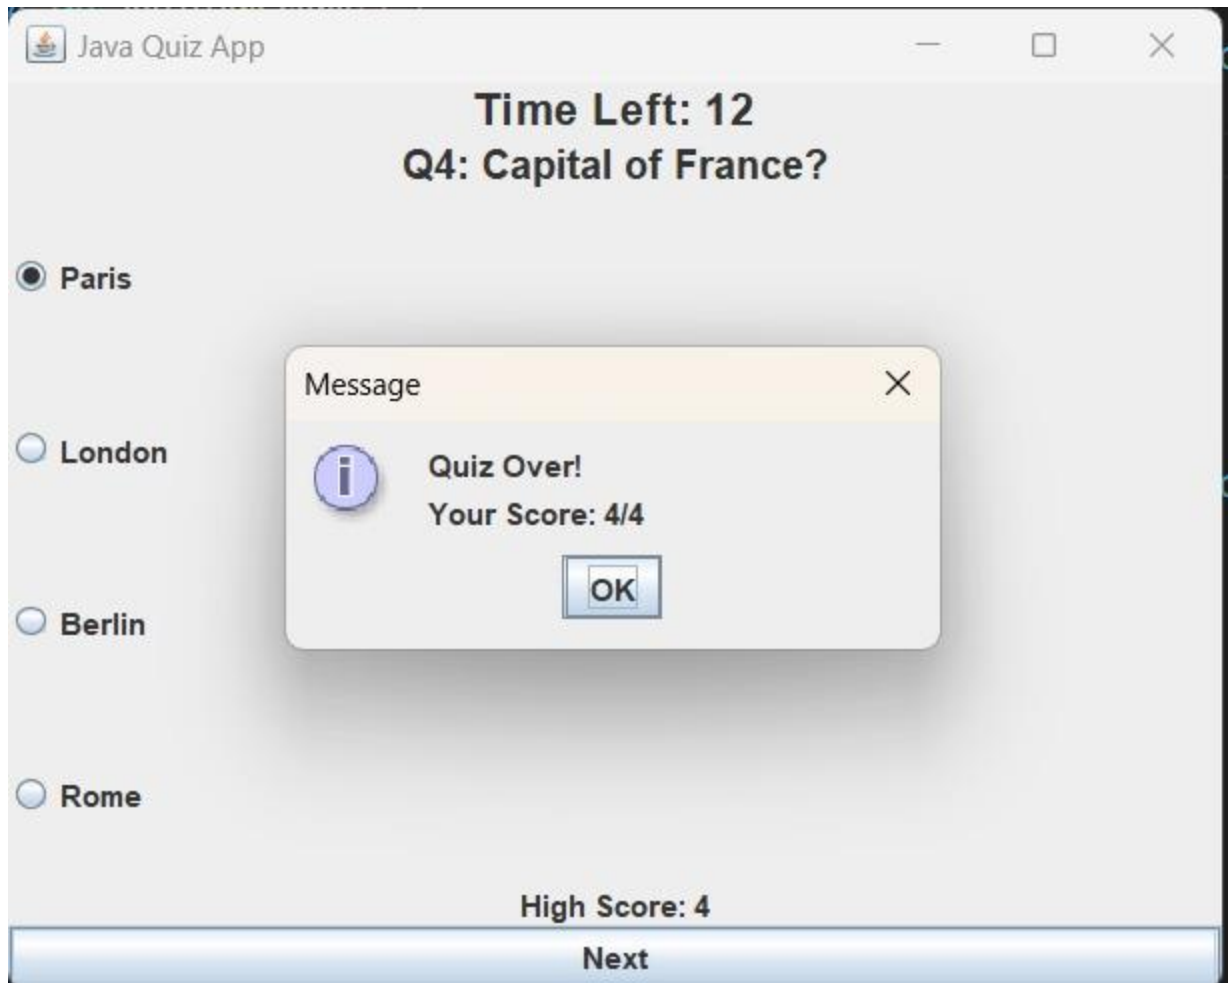 Java Quiz App
Time Left: 12
Q4: Capital of France?
Paris
London
Berlin
Rome
Message
i
Quiz Over!
Your Score: 4/4
OK
High Score: 4
Next